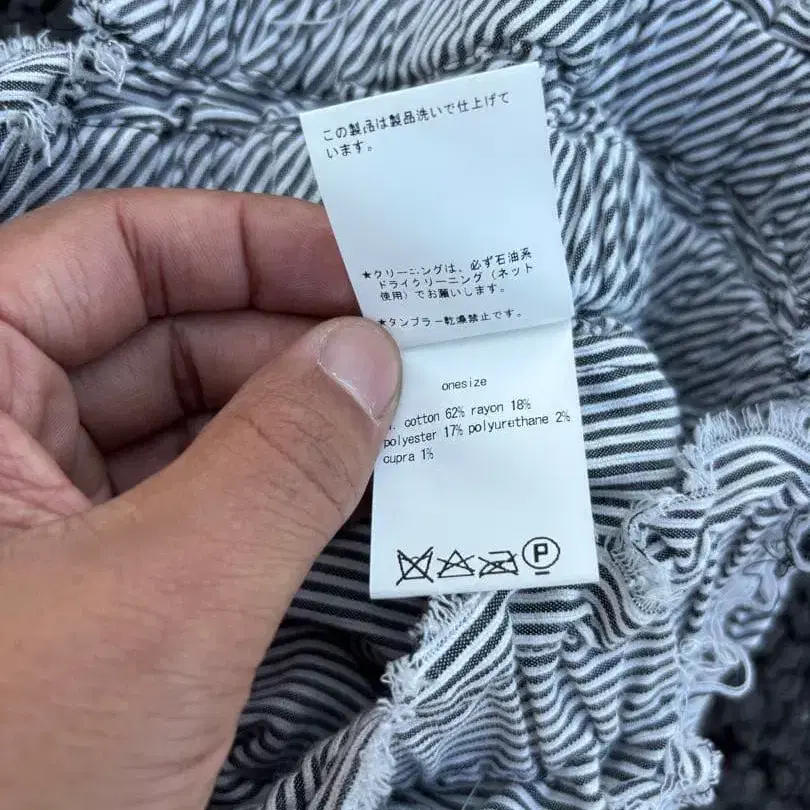 この製品は製品洗いで仕上げて
います。
★クリーニングは、必ず石油系
ドライクリーニング（ネット
使用）でお願いします。
★タンブラー乾燥禁止です。
onesize
cotton 62% rayon 18%
polyester 17% polyurethane 2%
cupra 1%
P